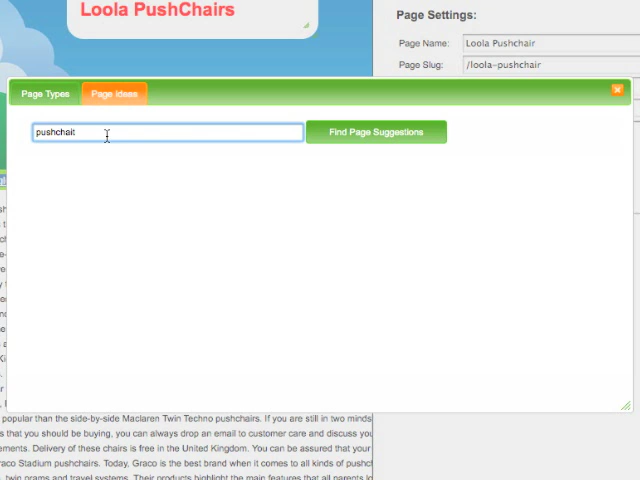 Loola PushChairs
Page Settings:
Page Name: Loola Pushchair
Page Slug: /loola-pushchair
Page Types Page Ideas
pushchait Find Page Suggestions
popular than the side-by-side Maclaren Twin Techno pushchairs. If you are still in two minds
s that you should be buying, you can always drop an email to customer care and discuss you
ements. Delivery of these chairs is free in the United Kingdom. You can be assured that your
raco Stadium pushchairs. Today, Graco is the best brand when it comes to all kinds of pushch
, twin prams and travel systems. Their products highlight the main features that all parents lo